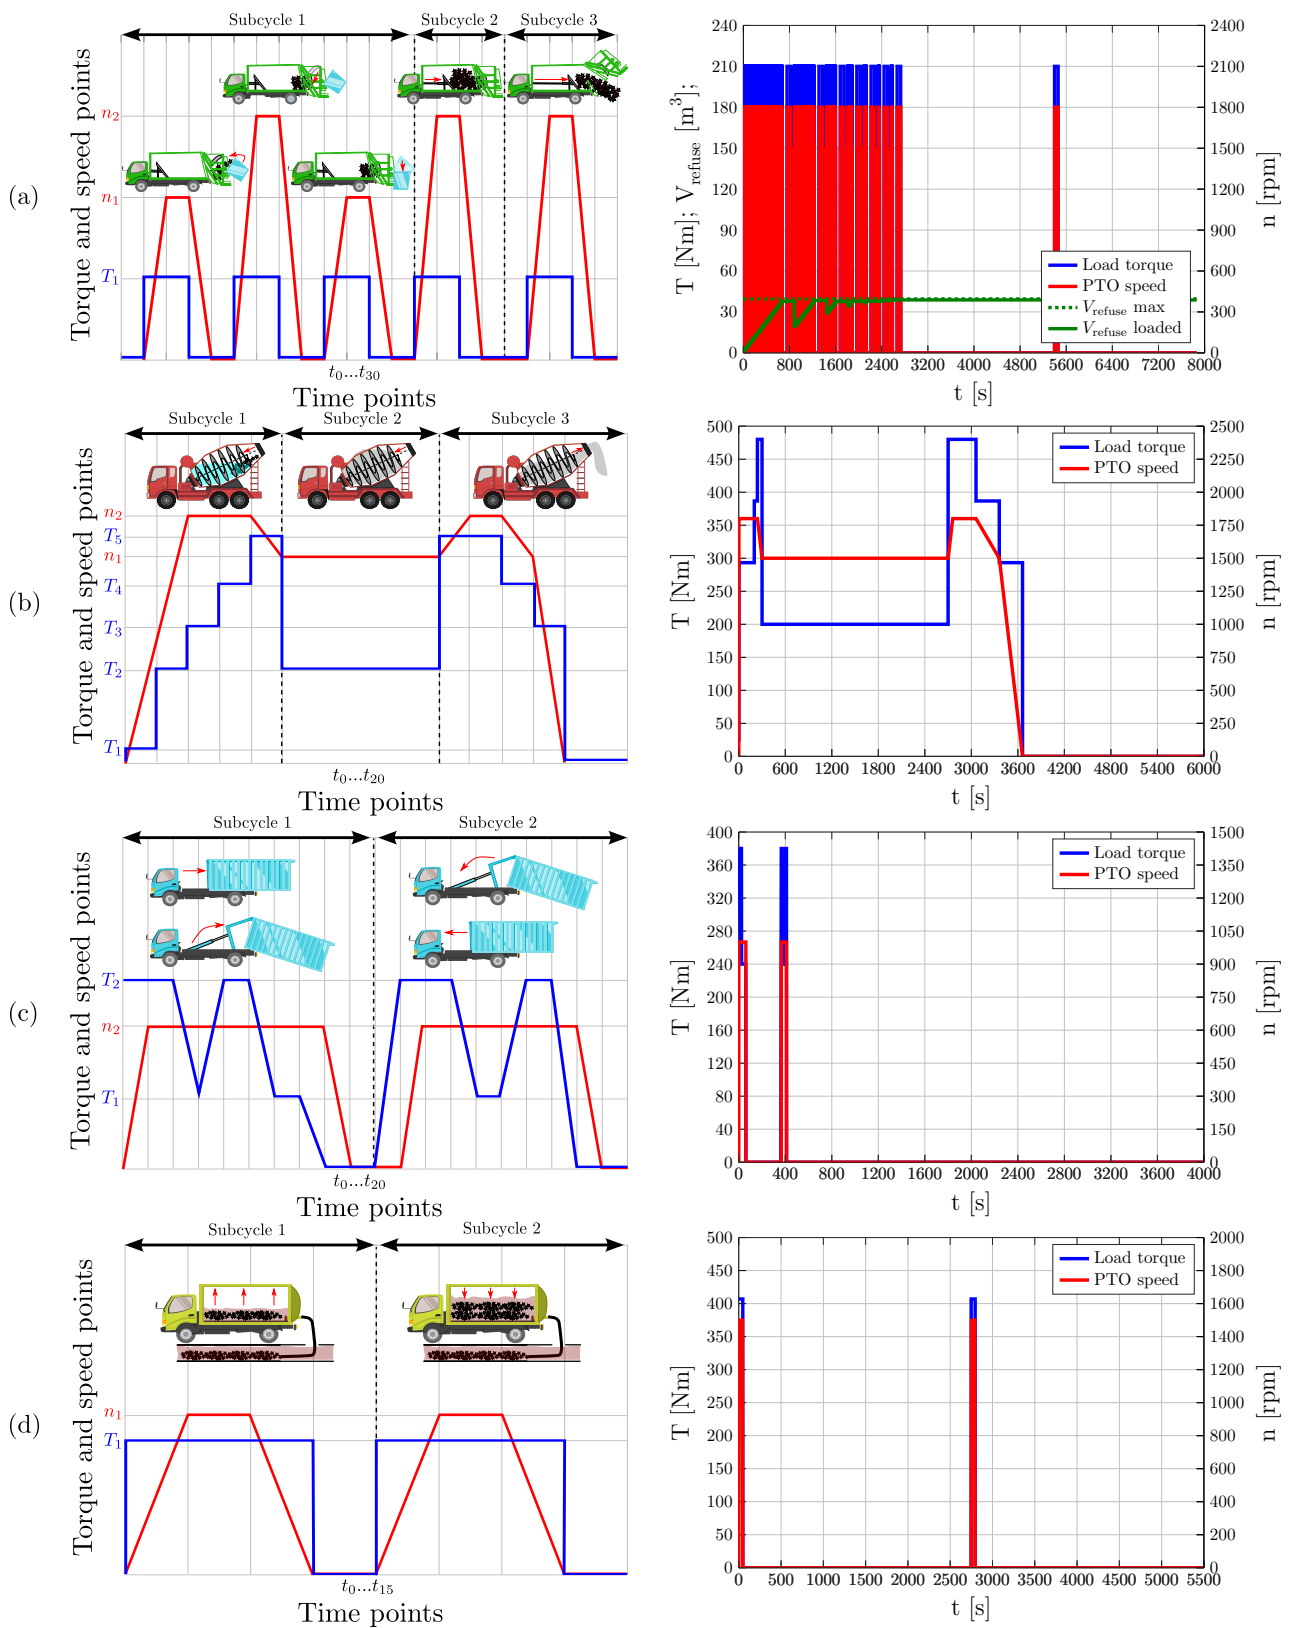 (a)
Torque and speed points
Subcycle 1
Subcycle 2
Subcycle 3
n2
n1
T1
t0...t30
Time points
T [Nm]; Vrefuse [m3];
240
210
180
150
120
90
60
30
0
0 800 1600 2400 3200 4000 4800 5600 6400 7200 8000
t [s]
2400
2100
1800
1500
1200
900
600
300
0
n [rpm]
Load torque
PTO speed
Vrefuse max
Vrefuse loaded
(b)
Torque and speed points
Subcycle 1
Subcycle 2
Subcycle 3
n2
T5
n1
T4
T3
T2
T1
t0...t20
Time points
T [Nm]
500
450
400
350
300
250
200
150
100
50
0
0 600 1200 1800 2400 3000 3600 4200 4800 5400 6000
t [s]
2500
2250
2000
1750
1500
1250
1000
750
500
250
0
n [rpm]
Load torque
PTO speed
(c)
Torque and speed points
Subcycle 1
Subcycle 2
T2
n2
T1
t0...t20
Time points
T [Nm]
400
360
320
280
240
200
160
120
80
40
0
0 400 800 1200 1600 2000 2400 2800 3200 3600 4000
t [s]
1500
1350
1200
1050
900
750
600
450
300
150
0
n [rpm]
Load torque
PTO speed
(d)
Torque and speed points
Subcycle 1
Subcycle 2
n1
T1
t0...t15
Time points
T [Nm]
500
450
400
350
300
250
200
150
100
50
0
0 500 1000 1500 2000 2500 3000 3500 4000 4500 5000 5500
t [s]
2000
1800
1600
1400
1200
1000
800
600
400
200
0
n [rpm]
Load torque
PTO speed